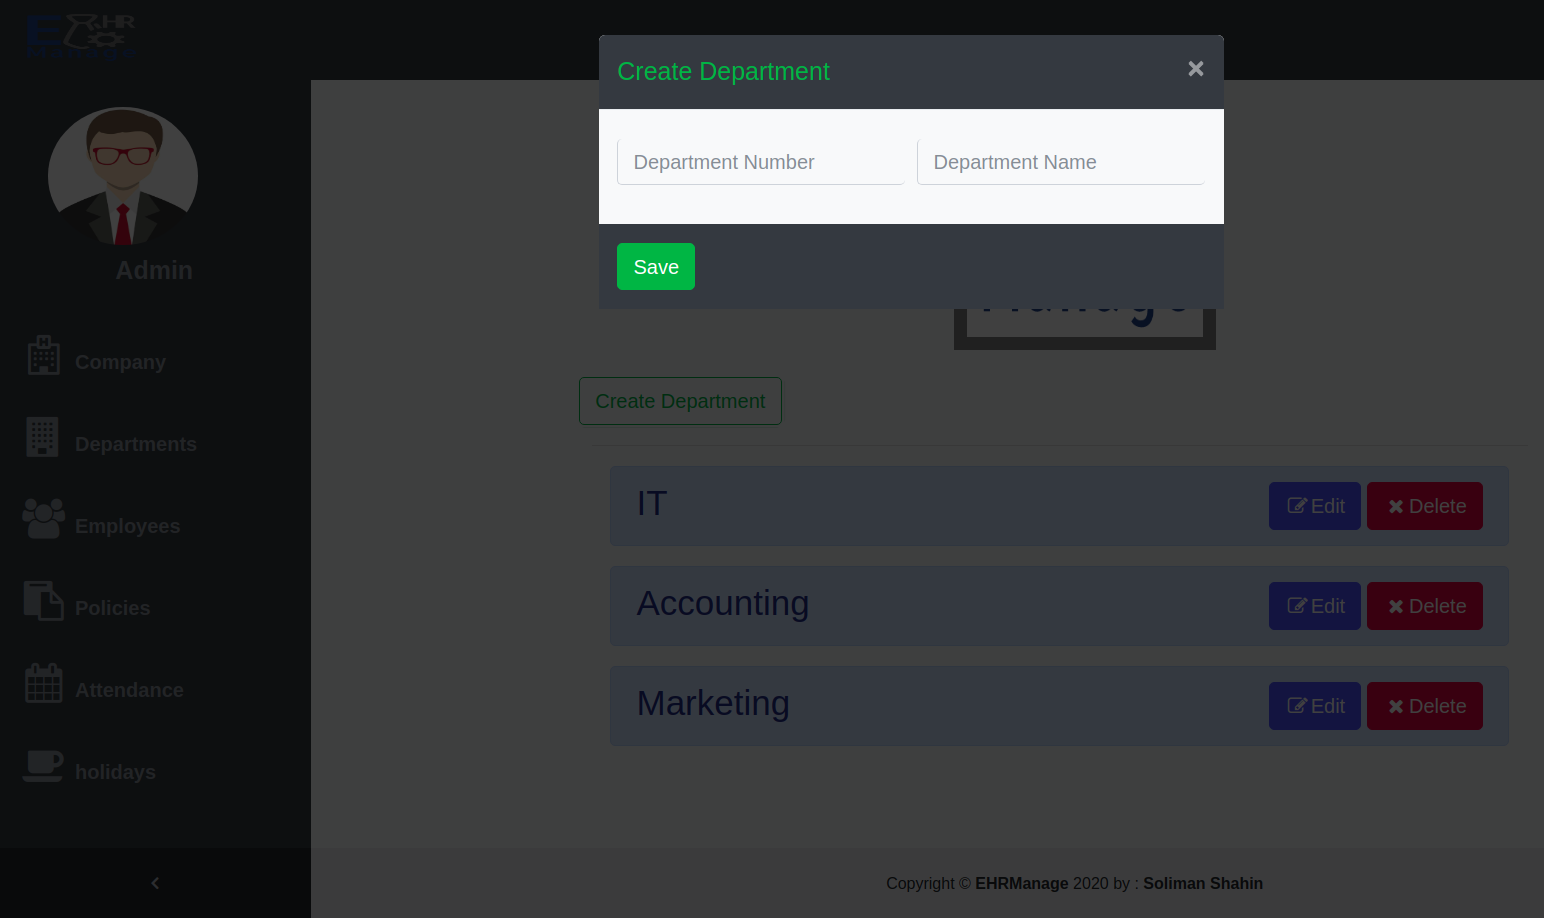 .HR
Create Department
×
Department Number
Department Name
Save
Admin
Company
Departments
Employees
Policies
Attendance
holidays
Create Department
IT
Edit
Delete
Accounting
Edit
Delete
Marketing
Edit
Delete
Copyright © EHRManage 2020 by : Soliman Shahin